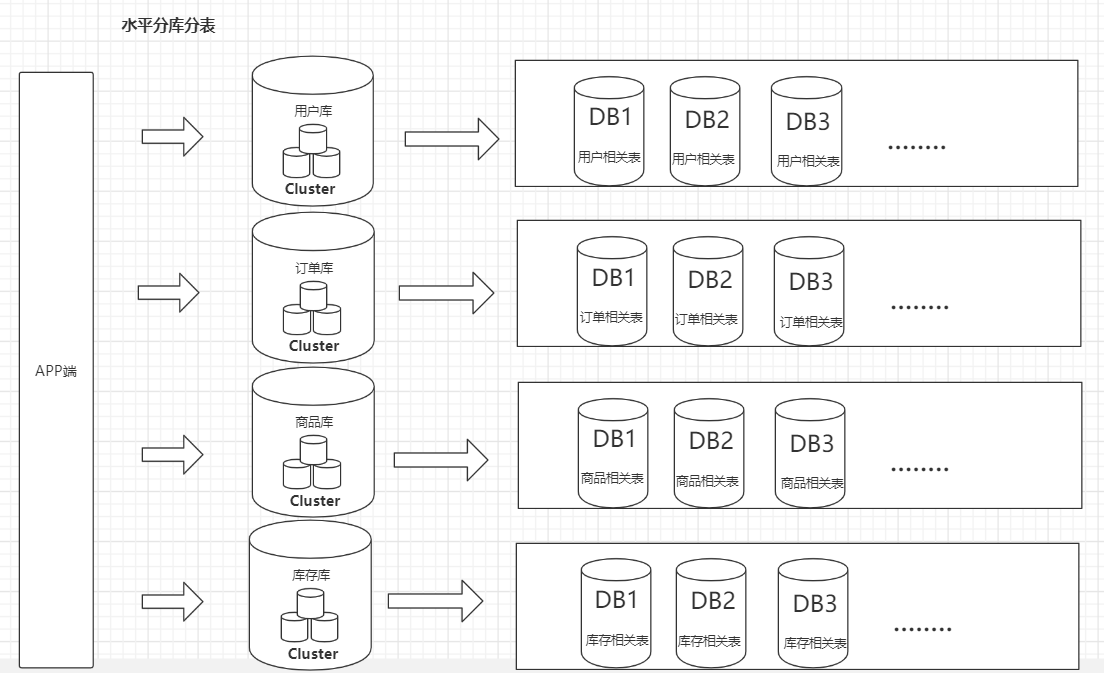 水平分库分表
APP端
用户库
Cluster
DB1
用户相关表
DB2
用户相关表
DB3
用户相关表
........
订单库
Cluster
DB1
订单相关表
DB2
订单相关表
DB3
订单相关表
........
商品库
Cluster
DB1
商品相关表
DB2
商品相关表
DB3
商品相关表
........
库存库
Cluster
DB1
库存相关表
DB2
库存相关表
DB3
库存相关表
........